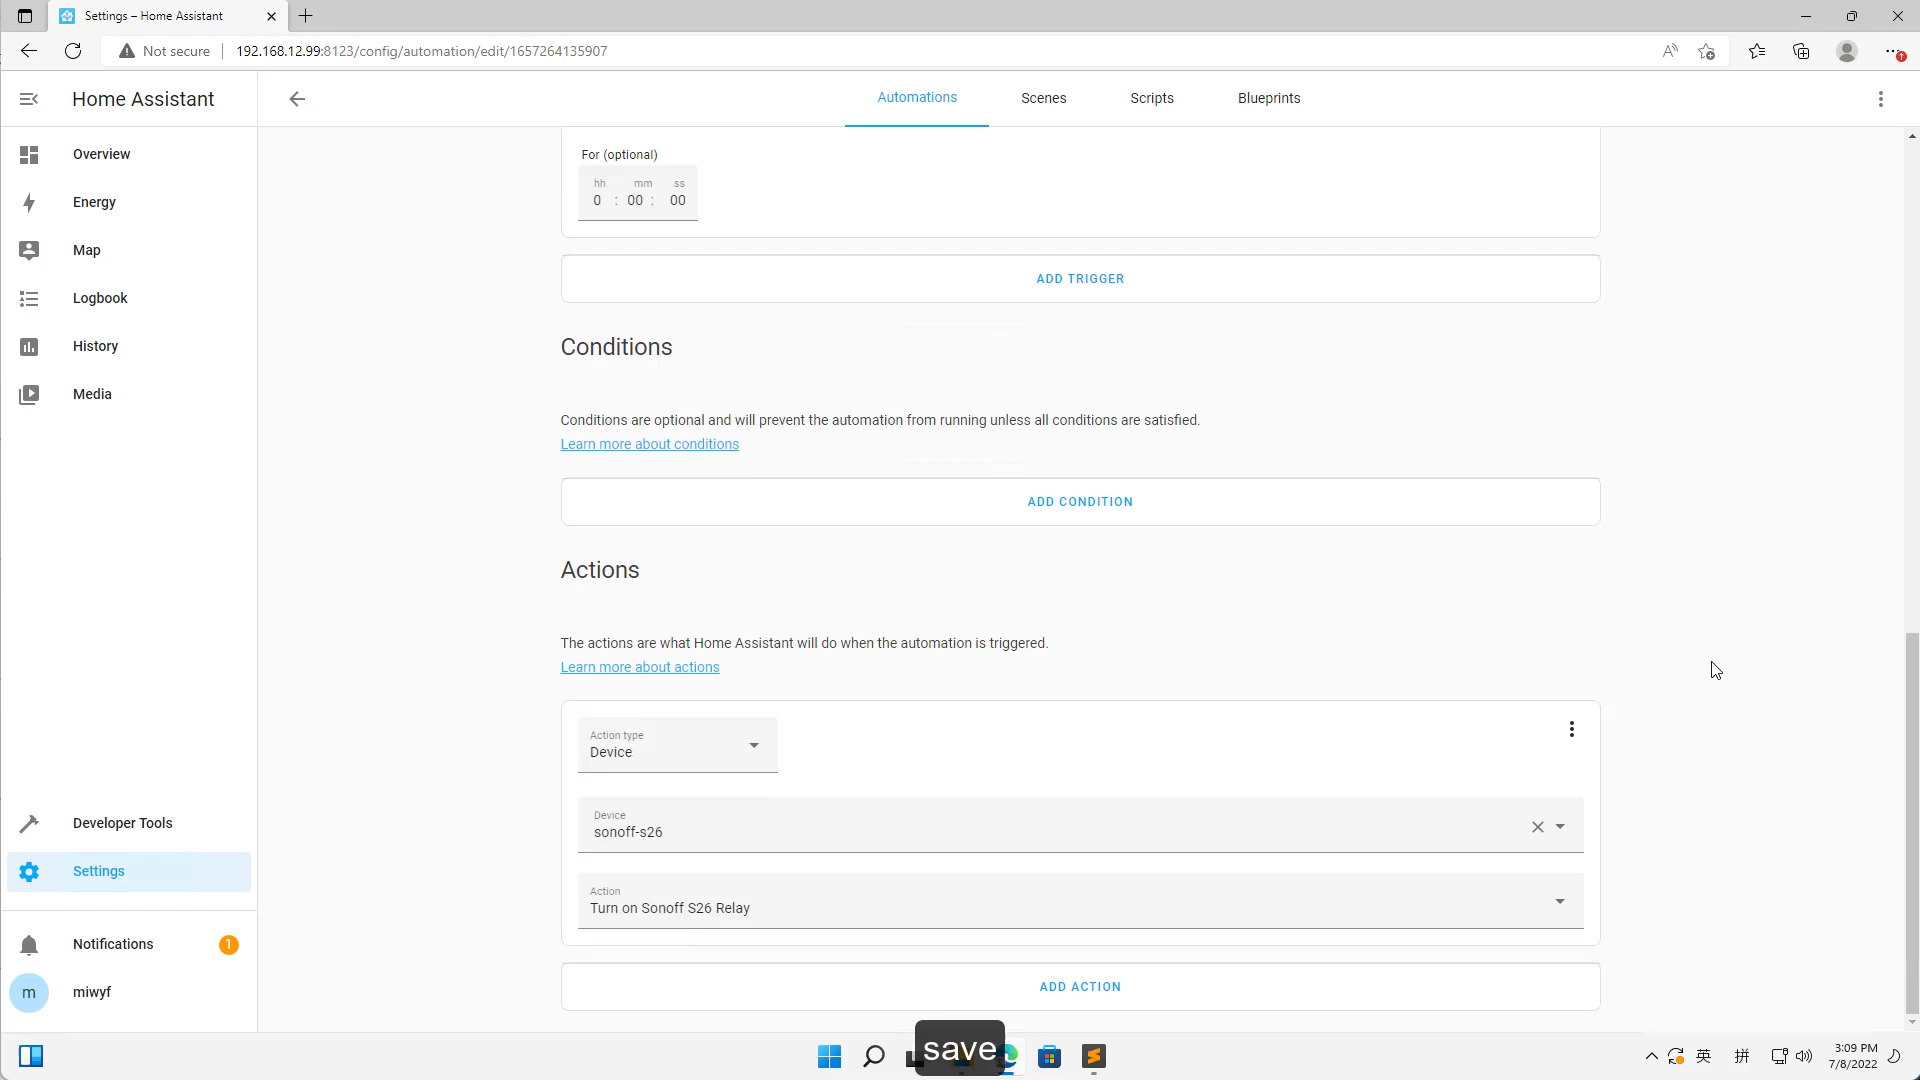 Settings – Home Assistant
Not secure
192.168.12.99:8123/config/automation/edit/1657264135907
Home Assistant
Automations
Scenes
Scripts
Blueprints
Overview
Energy
Map
Logbook
History
Media
Developer Tools
Settings
Notifications
1
m
miwyf
For (optional)
hh mm ss
0 : 00 : 00
ADD TRIGGER
Conditions
Conditions are optional and will prevent the automation from running unless all conditions are satisfied.
Learn more about conditions
ADD CONDITION
Actions
The actions are what Home Assistant will do when the automation is triggered.
Learn more about actions
Action type
Device
Device
sonoff-s26
Action
Turn on Sonoff S26 Relay
ADD ACTION
save
英
拼
3:09 PM
7/8/2022